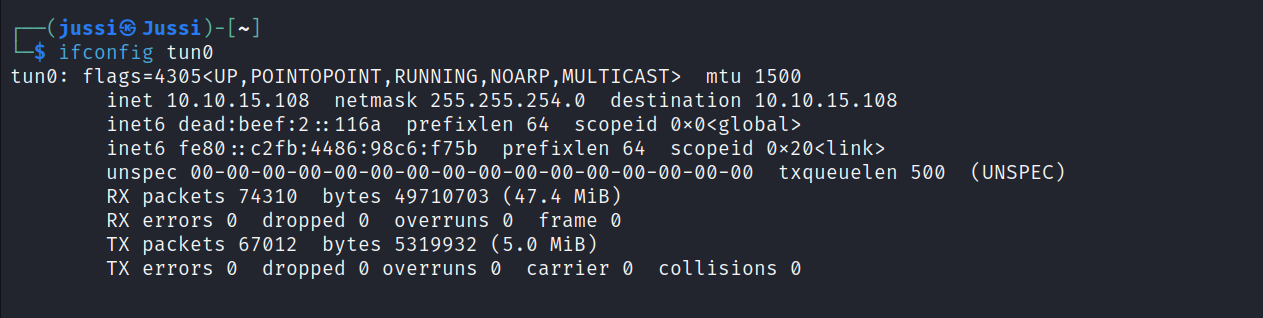 ┌──(jussi㉿Jussi)-[~]
└─$ ifconfig tun0
tun0: flags=4305<UP,POINTOPOINT,RUNNING,NOARP,MULTICAST>  mtu 1500
        inet 10.10.15.108  netmask 255.255.254.0  destination 10.10.15.108
        inet6 dead:beef:2::116a  prefixlen 64  scopeid 0×0<global>
        inet6 fe80::c2fb:4486:98c6:f75b  prefixlen 64  scopeid 0×20<link>
        unspec 00-00-00-00-00-00-00-00-00-00-00-00-00-00-00-00  txqueuelen 500  (UNSPEC)
        RX packets 74310  bytes 49710703 (47.4 MiB)
        RX errors 0  dropped 0  overruns 0  frame 0
        TX packets 67012  bytes 5319932 (5.0 MiB)
        TX errors 0  dropped 0 overruns 0  carrier 0  collisions 0